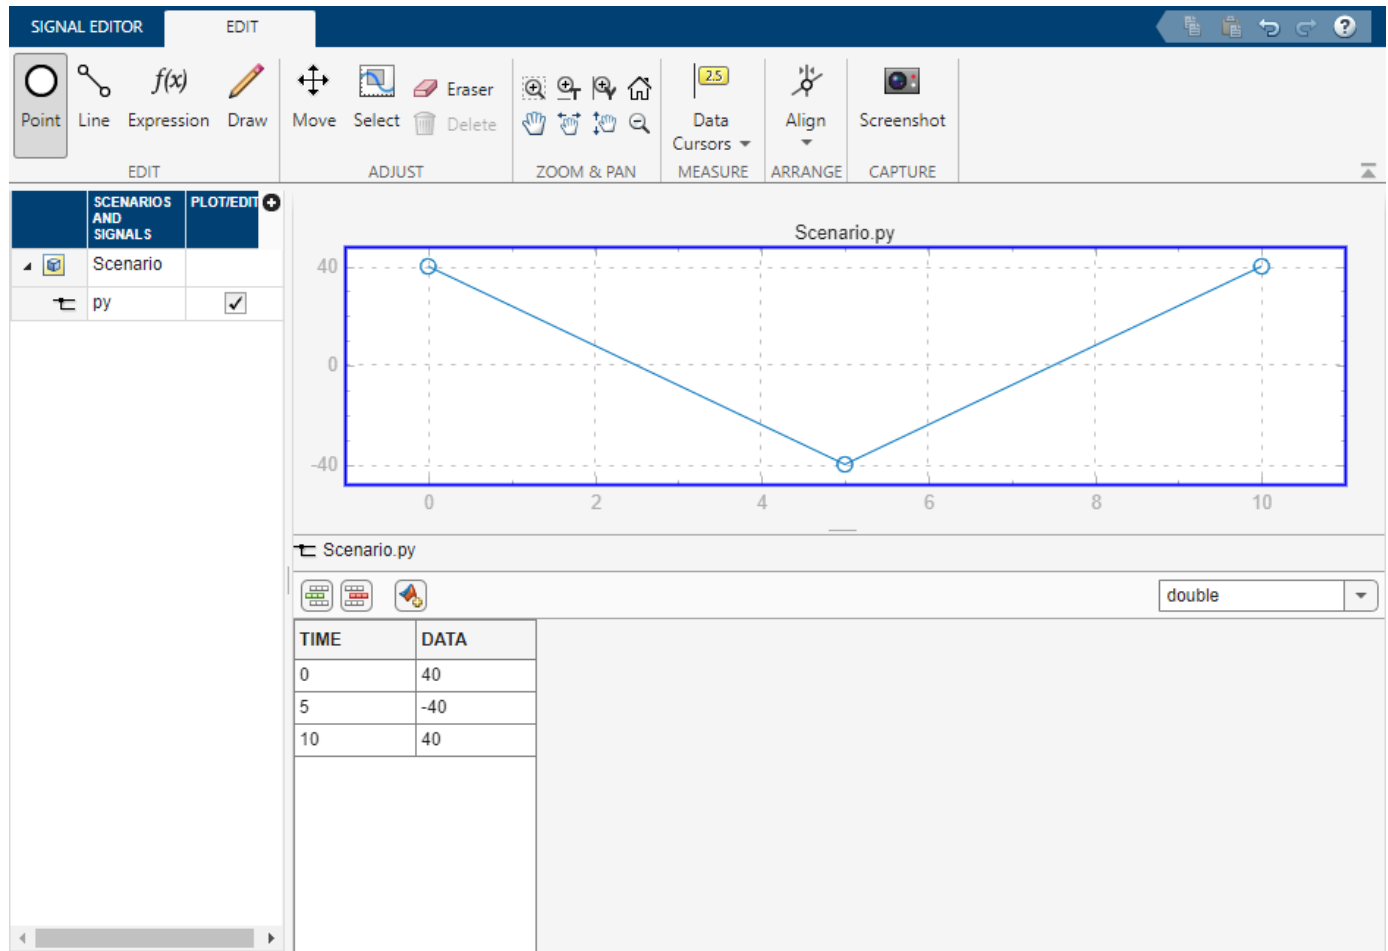 SIGNAL EDITOR EDIT
?
Point Line f(x) Expression Draw Move Select Eraser Delete 2.5 Data Cursors Align Screenshot
EDIT ADJUST ZOOM & PAN MEASURE ARRANGE CAPTURE
SCENARIOS AND SIGNALS PLOT/EDIT
Scenario
py
Scenario.py
40
0
-40
0 2 4 6 8 10
Scenario.py
double
TIME DATA
0 40
5 -40
10 40